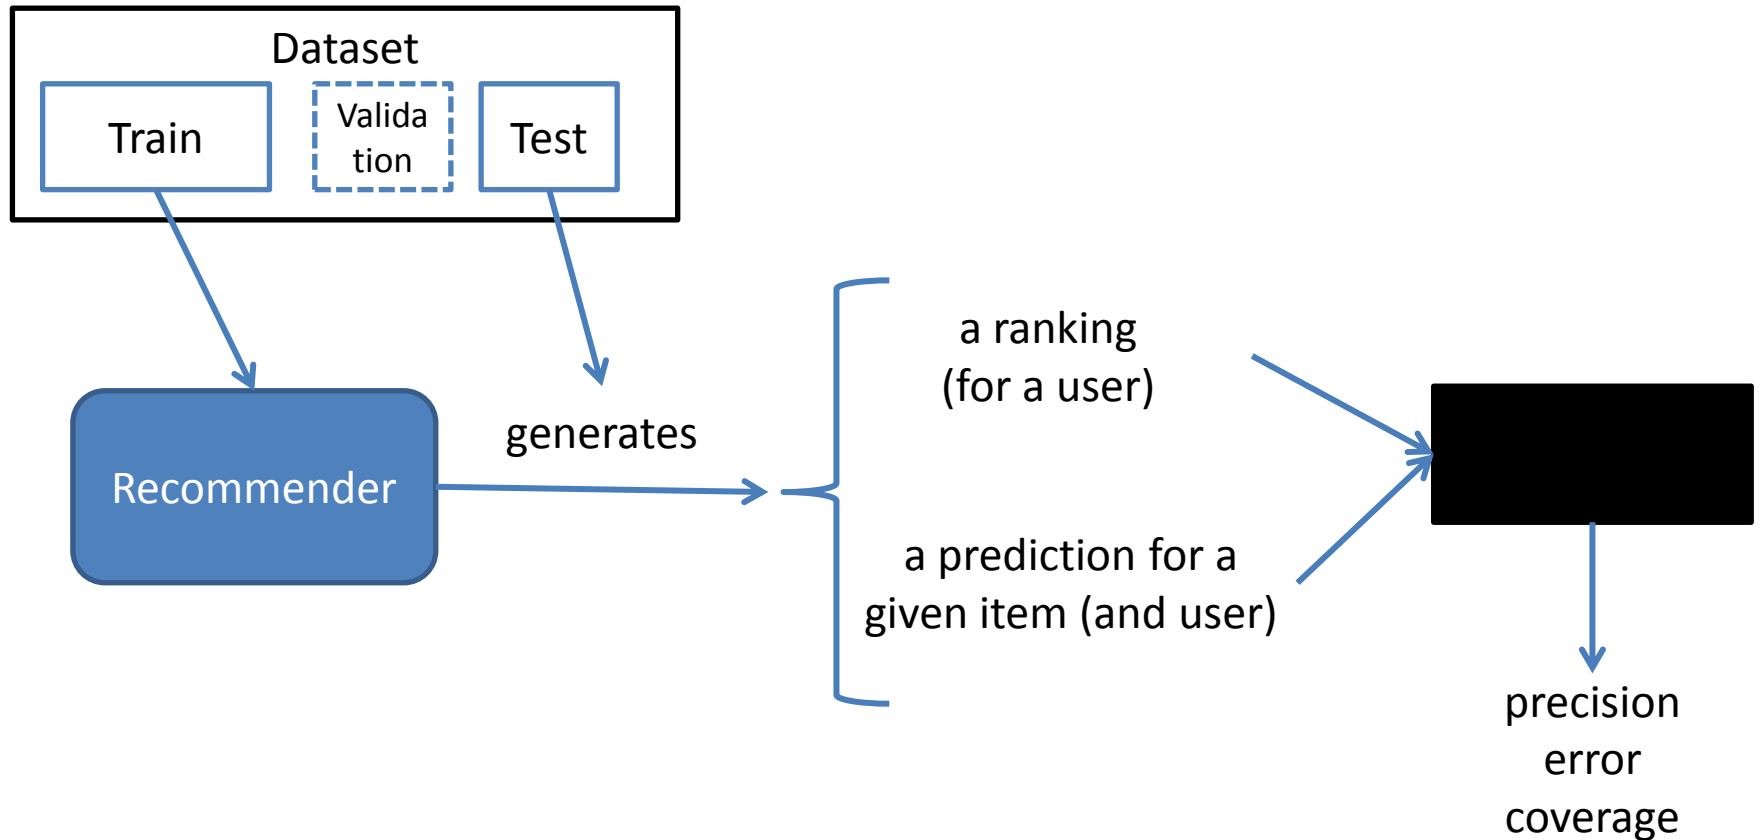 Dataset
Train
Valida
tion
Test
a ranking
(for a user)
generates
Recommender
a prediction for a
given item (and user)
precision
error
coverage